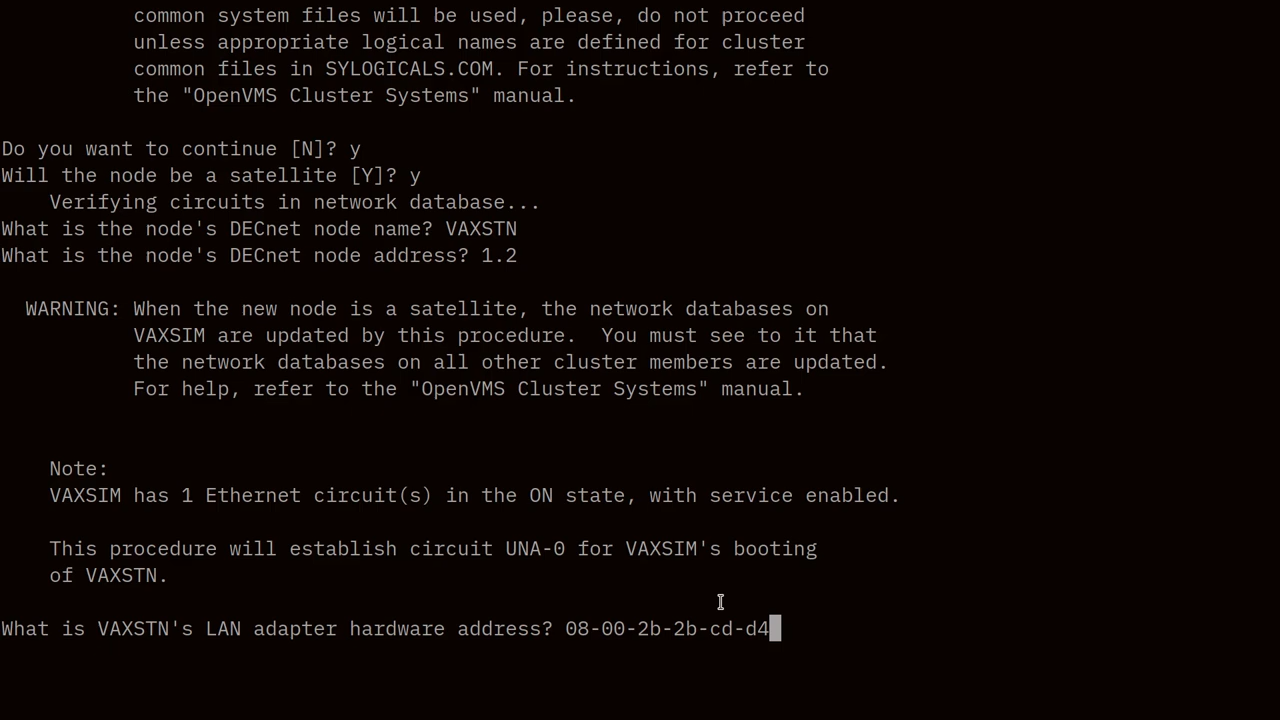 common system files will be used, please, do not proceed
unless appropriate logical names are defined for cluster
common files in SYLOGICALS.COM. For instructions, refer to
the "OpenVMS Cluster Systems" manual.
Do you want to continue [N]? y
Will the node be a satellite [Y]? y
Verifying circuits in network database...
What is the node's DECnet node name? VAXSTN
What is the node's DECnet node address? 1.2
WARNING: When the new node is a satellite, the network databases on
VAXSIM are updated by this procedure.  You must see to it that
the network databases on all other cluster members are updated.
For help, refer to the "OpenVMS Cluster Systems" manual.
Note:
VAXSIM has 1 Ethernet circuit(s) in the ON state, with service enabled.
This procedure will establish circuit UNA-0 for VAXSIM's booting
of VAXSTN.
What is VAXSTN's LAN adapter hardware address? 08-00-2b-2b-cd-d4